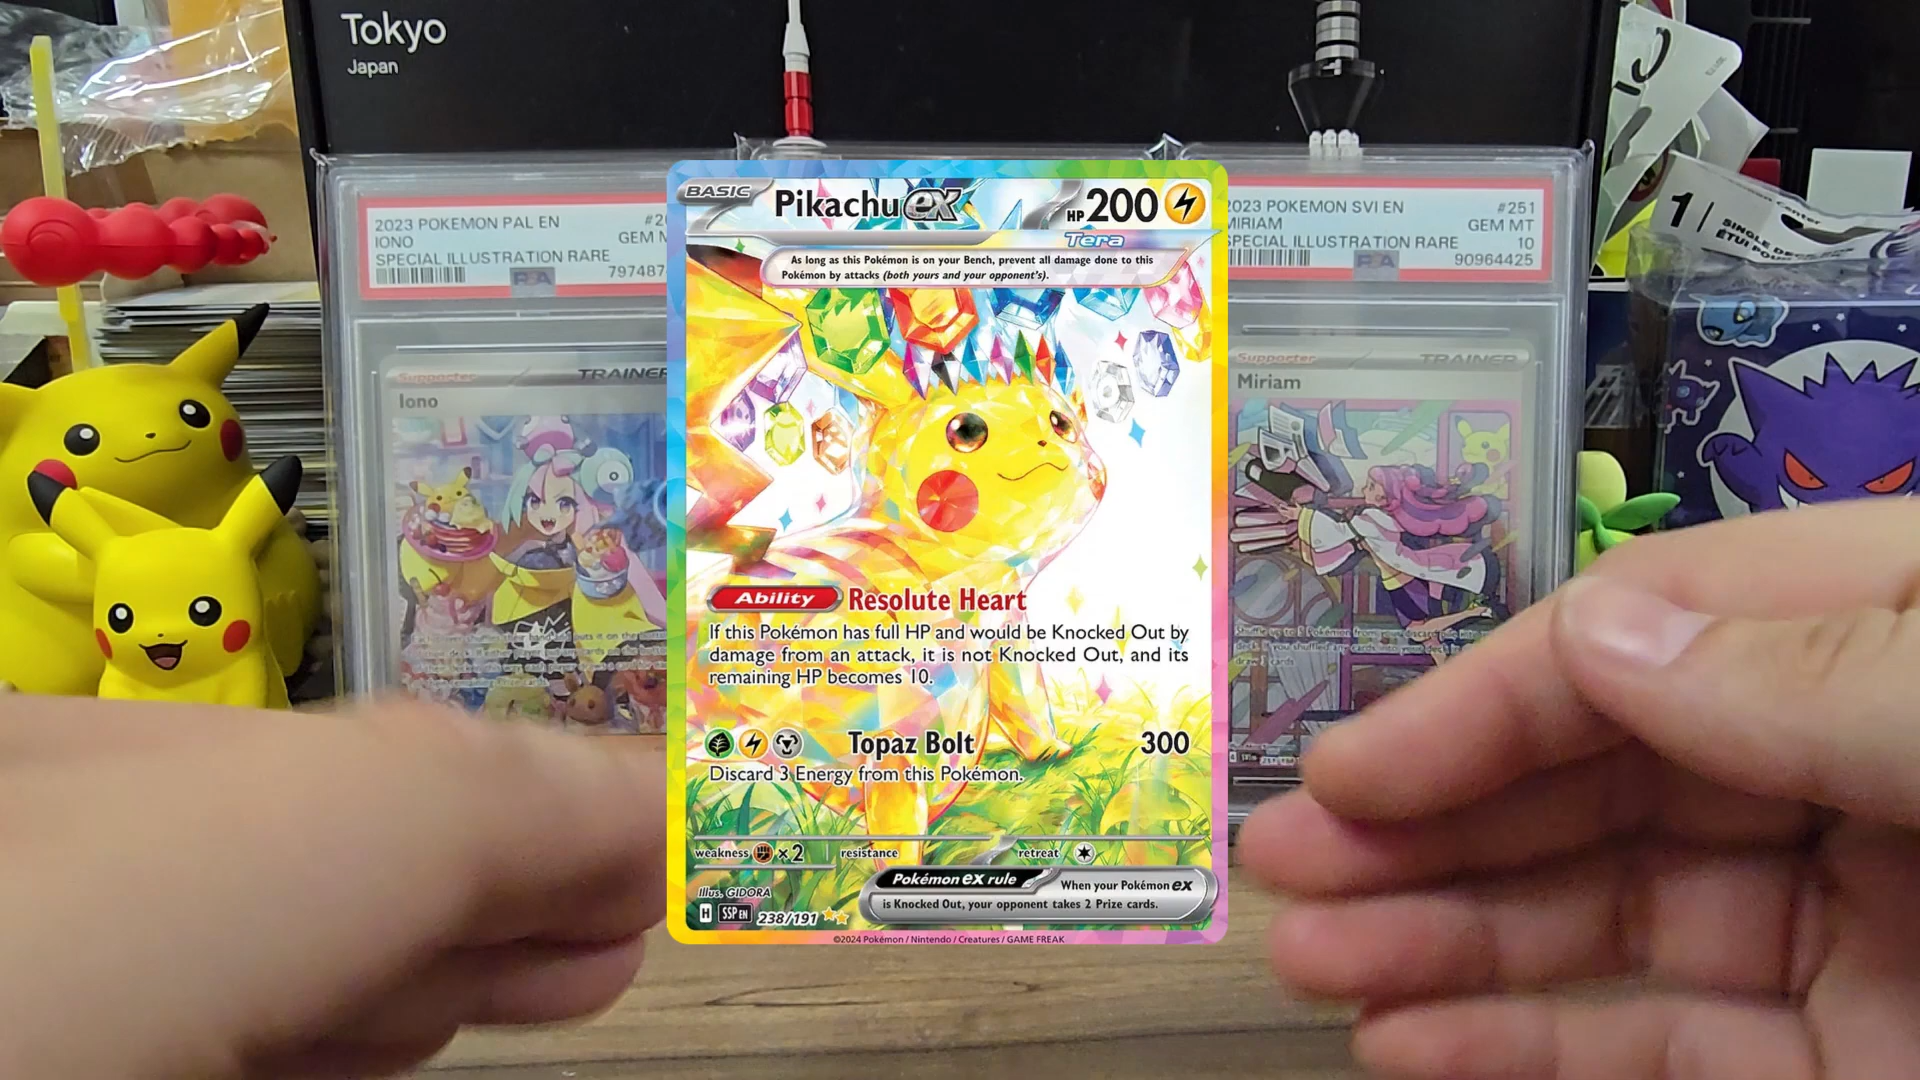 Tokyo
Japan
2023 POKEMON PAL EN
IONO
GEM
SPECIAL ILLUSTRATION RARE
PSA
Supporter
TRAINER
Iono
BASIC
Pikachu ex
HP 200
Tera
As long as this Pokémon is on your Bench, prevent all damage done to this
Pokémon by attacks (both yours and your opponent's).
Ability Resolute Heart
If this Pokémon has full HP and would be Knocked Out by
damage from an attack, it is not Knocked Out, and its
remaining HP becomes 10.
Topaz Bolt 300
Discard 3 Energy from this Pokémon.
weakness ×2 resistance retreat
Illus. GIDORA
H SSP EN 238/191
Pokémon ex rule
When your Pokémon ex
is Knocked Out, your opponent takes 2 Prize cards.
©2024 Pokémon / Nintendo / Creatures / GAME FREAK
2023 POKEMON SVI EN #251
MIRIAM GEM MT
SPECIAL ILLUSTRATION RARE 10
PSA 90964425
Supporter TRAINER
Miriam
1
SINGLE